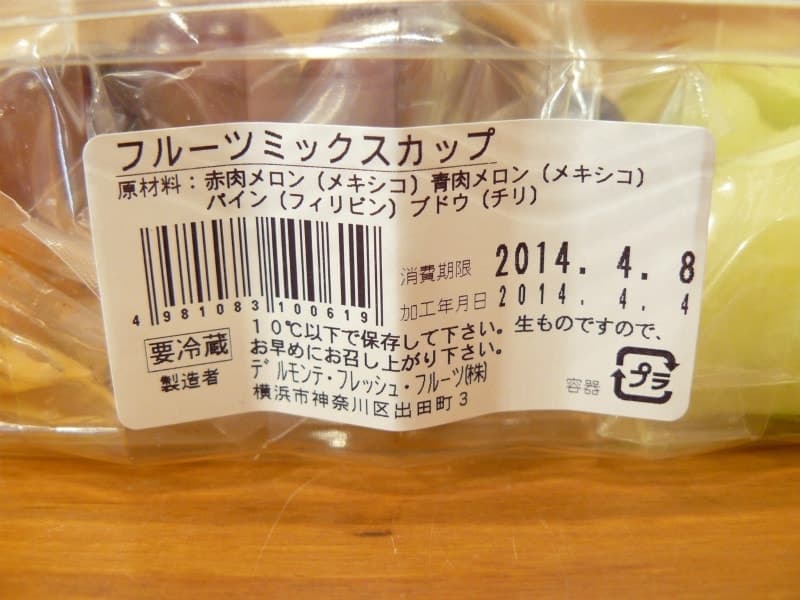 フルーツミックスカップ
原材料：赤肉メロン（メキシコ）青肉メロン（メキシコ）
パイン（フィリピン）ブドウ（チリ）
消費期限 2014. 4. 8
加工年月日 2014. 4. 4
4 981083 100619
要冷蔵
10℃以下で保存して下さい。生ものですので、
お早めにお召し上がり下さい。
製造者
デルモンテ・フレッシュ・フルーツ㈱
横浜市神奈川区出田町３
容器
プラ